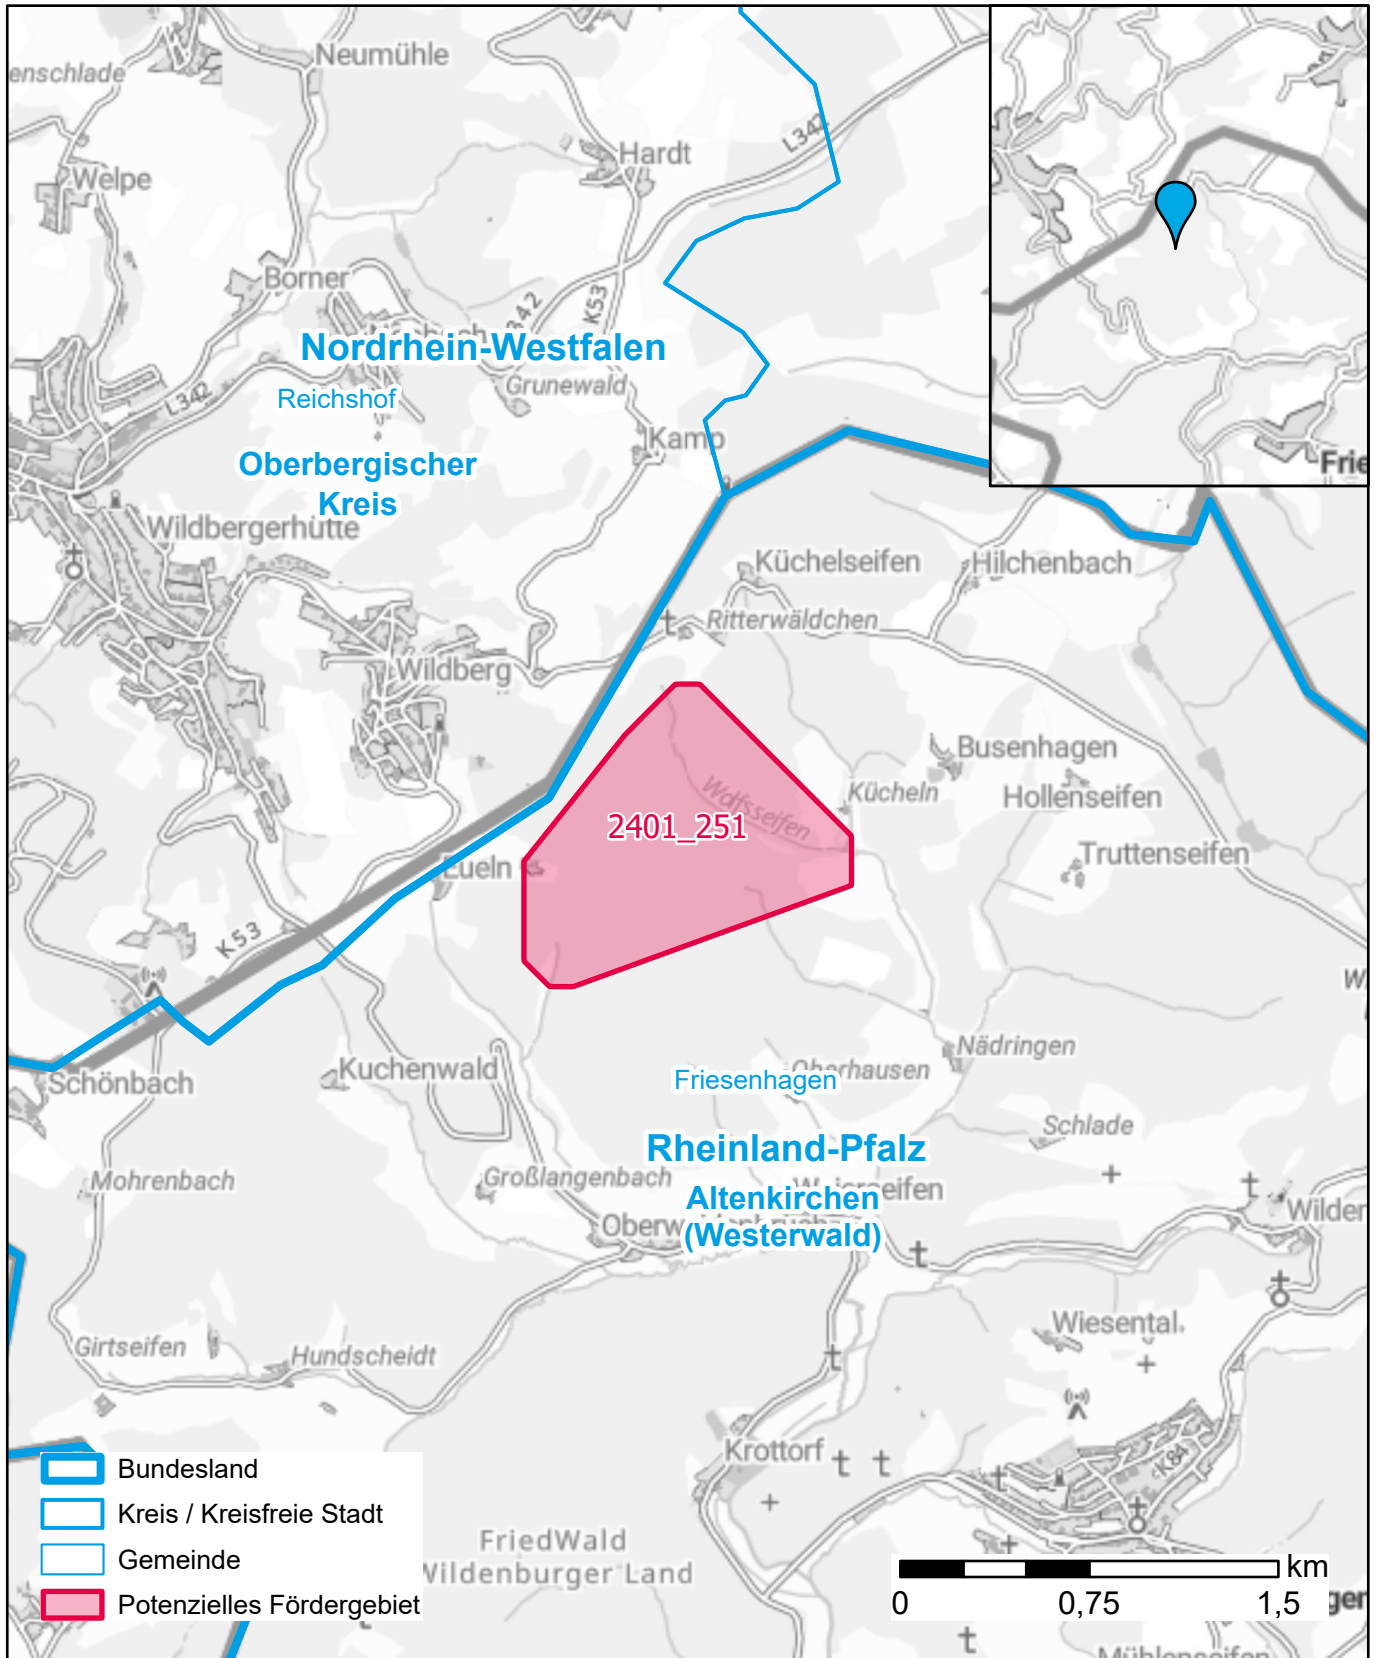 Neumühle
enschlade
L342
Hardt
Welpe
Borner
K53
Nordrhein-Westfalen
Grunewald
Reichshof
L342
Kamp
Oberbergischer
Kreis
Frie
Wildbergerhütte
Küchelseifen
Hilchenbach
Ritterwäldchen
Wildberg
Busenhagen
Kücheln
Hollenseifen
Wolfsseifen
2401_251
Truttenseifen
Eueln
K53
Nädringen
Kuchenwald
Oberhausen
Friesenhagen
Schönbach
Schlade
Rheinland-Pfalz
Mohrenbach
Großlangenbach
Altenkirchen
(Westerwald)
Wilder
Wiesental
Girtseifen
Hundscheidt
Krottorf
K84
Bundesland
Kreis / Kreisfreie Stadt
Gemeinde
Potenzielles Fördergebiet
FriedWald
Wildenburger Land
km
0 0,75 1,5
gen
Mühlenseifen